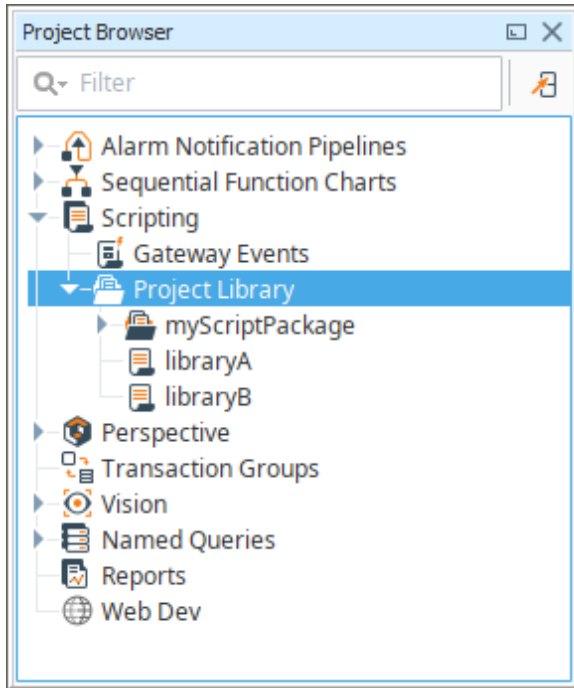 Project Browser
Filter
Alarm Notification Pipelines
Sequential Function Charts
Scripting
Gateway Events
Project Library
myScriptPackage
libraryA
libraryB
Perspective
Transaction Groups
Vision
Named Queries
Reports
Web Dev